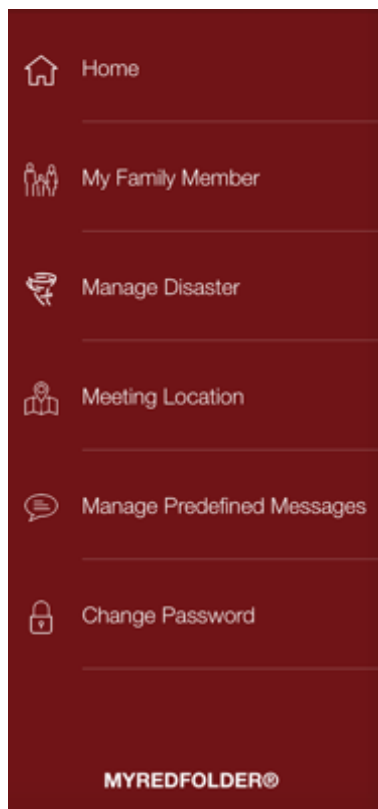 Home
My Family Member
Manage Disaster
Meeting Location
Manage Predefined Messages
Change Password
MYREDFOLDER®